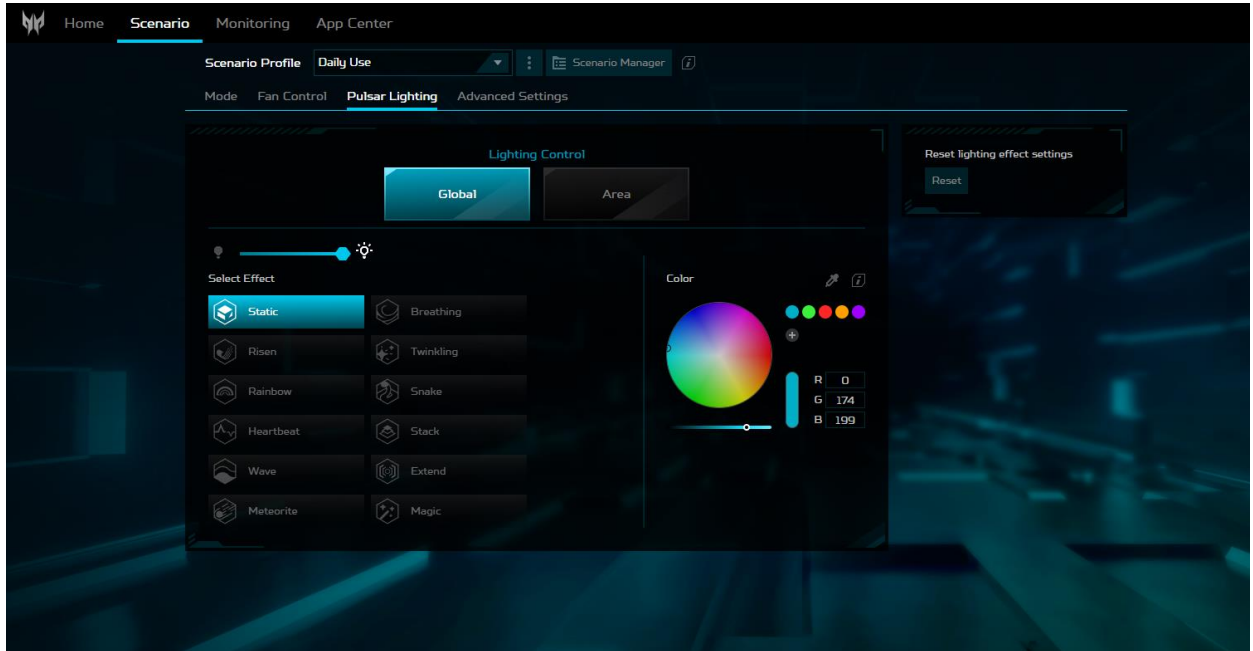 Home Scenario Monitoring App Center
Scenario Profile Daily Use Scenario Manager
Mode Fan Control Pulsar Lighting Advanced Settings
Lighting Control
Global Area
Reset lighting effect settings
Reset
Select Effect
Static Breathing
Risen Twinkling
Rainbow Snake
Heartbeat Stack
Wave Extend
Meteorite Magic
Color
R 0
G 174
B 199